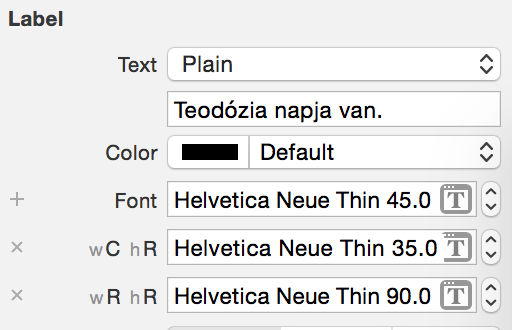 Label
Text Plain
Teodózia napja van.
Color Default
+ Font Helvetica Neue Thin 45.0 T
× wC hR Helvetica Neue Thin 35.0 T
× wR hR Helvetica Neue Thin 90.0 T